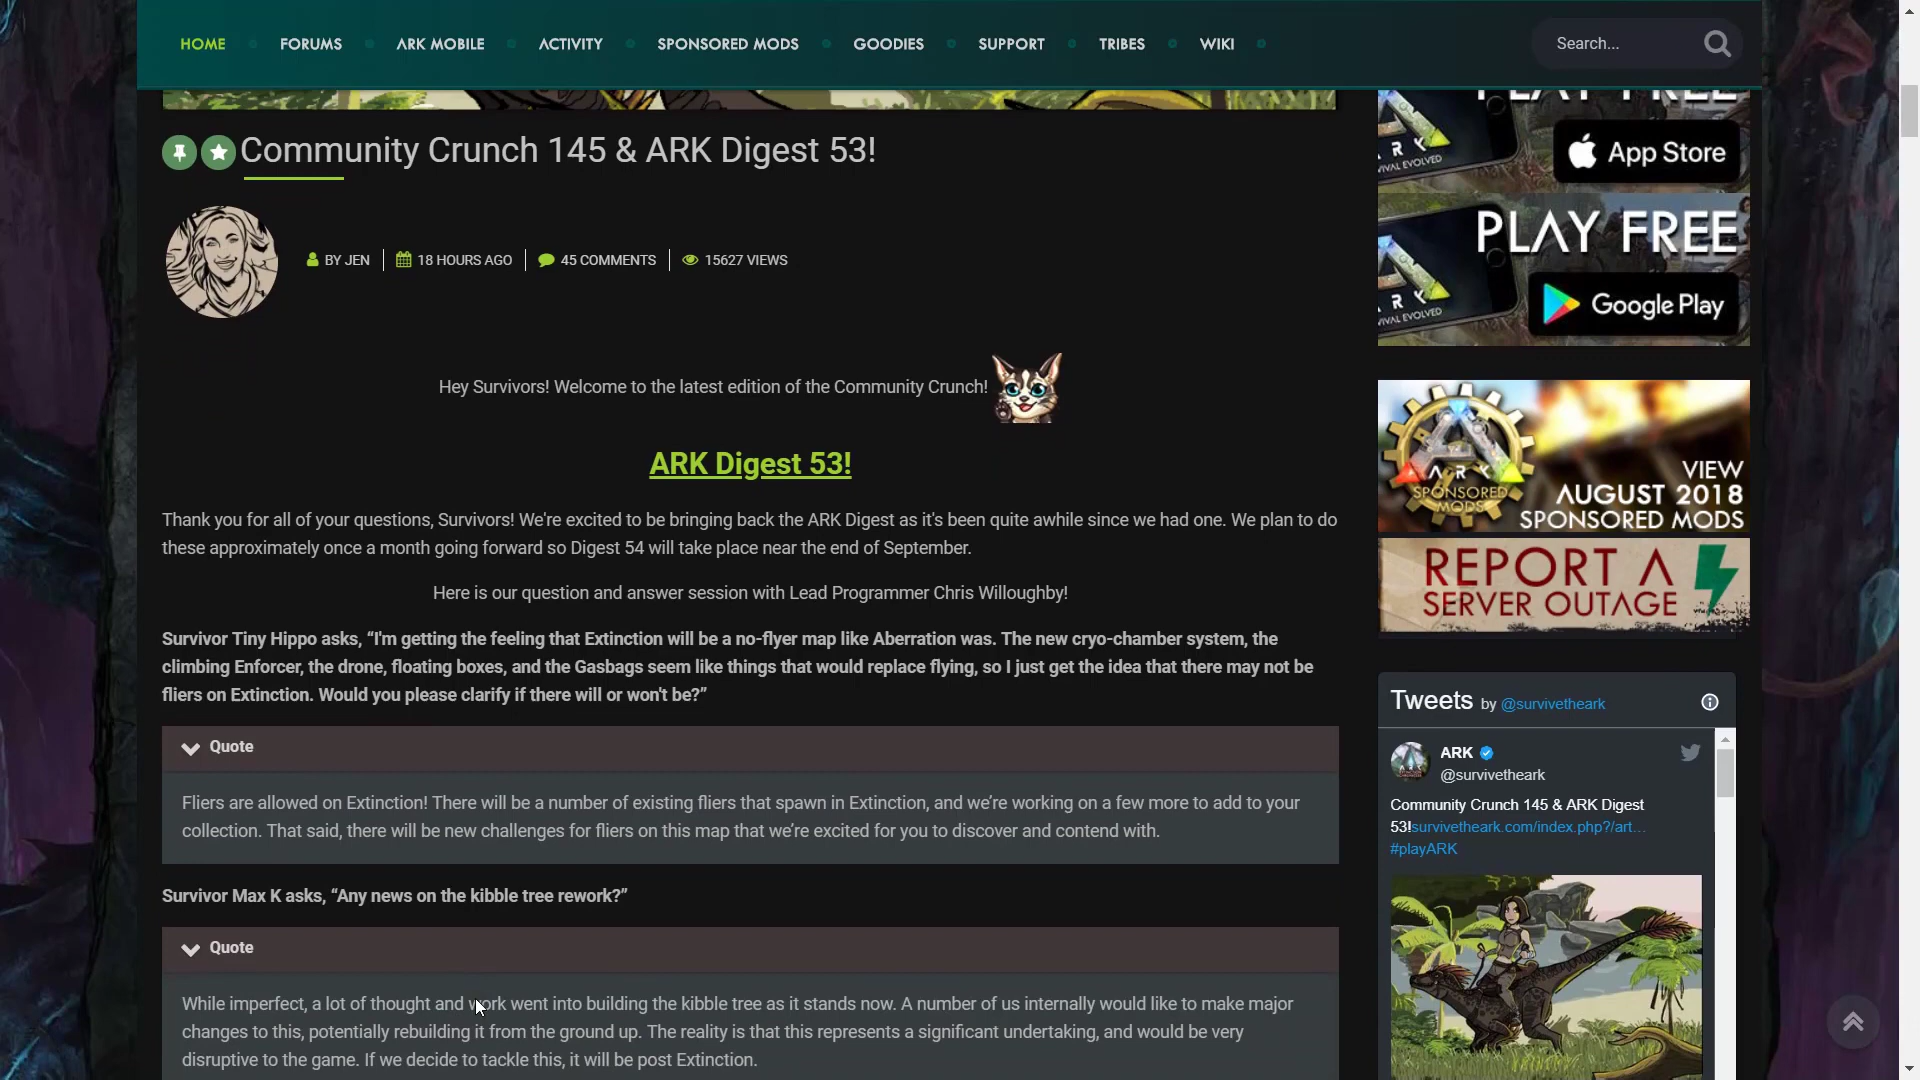 HOME FORUMS ARK MOBILE ACTIVITY SPONSORED MODS GOODIES SUPPORT TRIBES WIKI Search...
Community Crunch 145 & ARK Digest 53!
BY JEN 18 HOURS AGO 45 COMMENTS 15627 VIEWS
Hey Survivors! Welcome to the latest edition of the Community Crunch!
ARK Digest 53!
Thank you for all of your questions, Survivors! We're excited to be bringing back the ARK Digest as it's been quite awhile since we had one. We plan to do
these approximately once a month going forward so Digest 54 will take place near the end of September.
Here is our question and answer session with Lead Programmer Chris Willoughby!
Survivor Tiny Hippo asks, “I'm getting the feeling that Extinction will be a no-flyer map like Aberration was. The new cryo-chamber system, the
climbing Enforcer, the drone, floating boxes, and the Gasbags seem like things that would replace flying, so I just get the idea that there may not be
fliers on Extinction. Would you please clarify if there will or won't be?”
Quote
Fliers are allowed on Extinction! There will be a number of existing fliers that spawn in Extinction, and we’re working on a few more to add to your
collection. That said, there will be new challenges for fliers on this map that we’re excited for you to discover and contend with.
Survivor Max K asks, “Any news on the kibble tree rework?”
Quote
While imperfect, a lot of thought and work went into building the kibble tree as it stands now. A number of us internally would like to make major
changes to this, potentially rebuilding it from the ground up. The reality is that this represents a significant undertaking, and would be very
disruptive to the game. If we decide to tackle this, it will be post Extinction.
PLAY FREE
App Store
PLAY FREE
Google Play
ARK
SPONSORED
MODS
VIEW
AUGUST 2018
SPONSORED MODS
REPORT A
SERVER OUTAGE
Tweets by @survivetheark
ARK
@survivetheark
Community Crunch 145 & ARK Digest
53!survivetheark.com/index.php?/art…
#playARK